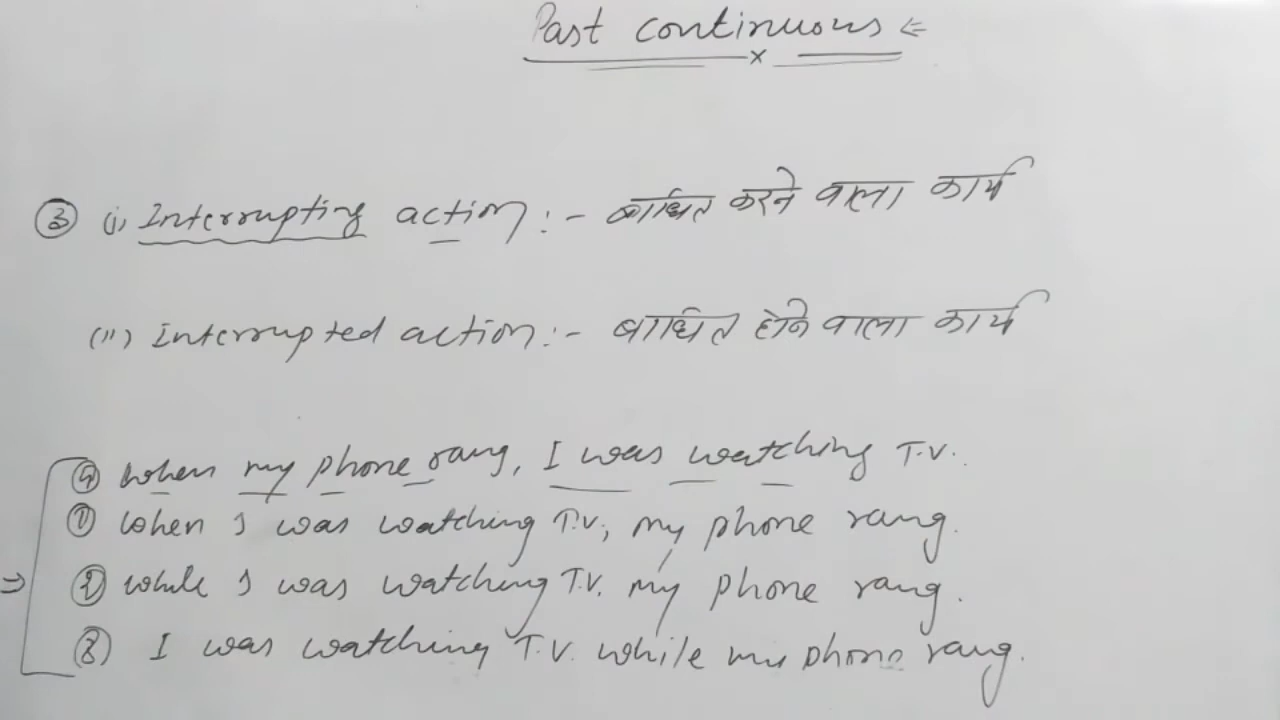 Past continuous ⇐
③ (i) Interrupting action :- बाधित करने वाला कार्य
(ii) Interrupted action :- बाधित होने वाला कार्य
④ When my phone rang, I was watching T.V.
① When I was watching T.V, my phone rang.
② While I was watching T.V, my phone rang.
③ I was watching T.V. while my phone rang.